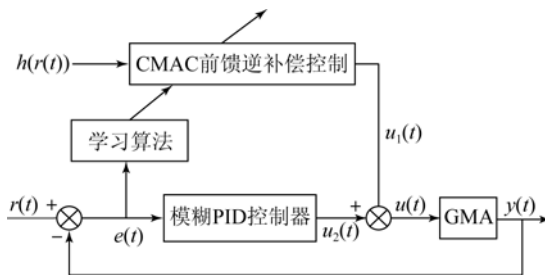 h(r(t))
CMAC前馈逆补偿控制
学习算法
u₁(t)
r(t)
+
−
e(t)
模糊PID控制器
u₂(t)
+
u(t)
GMA
y(t)